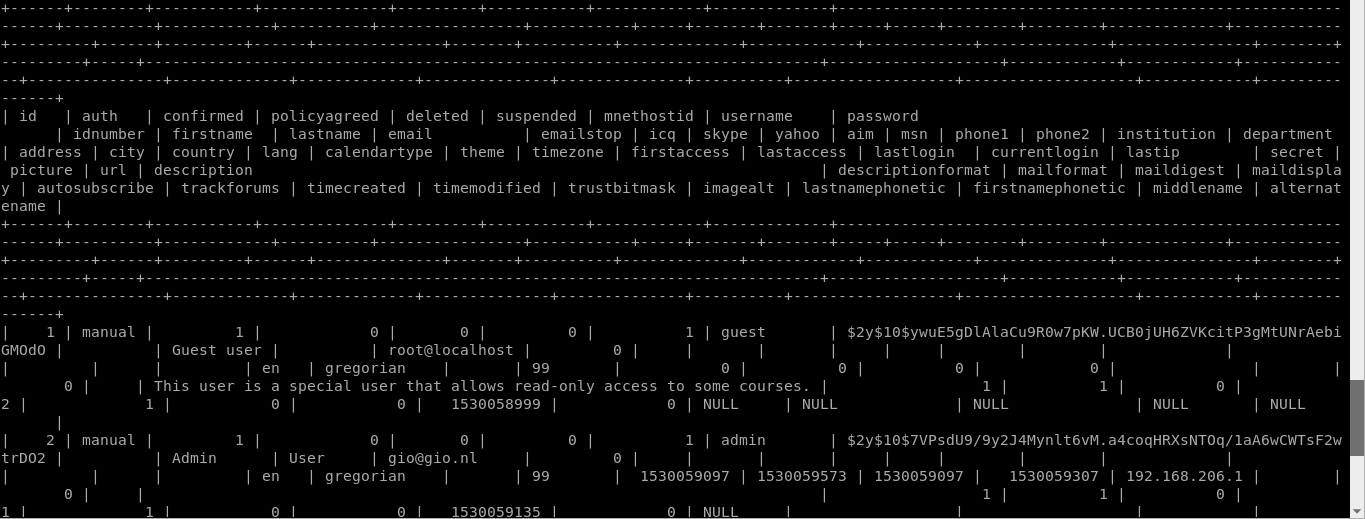 +------+--------+-----------+--------------+---------+-----------+------------+-------------+--------------------------------------------------------
------+----------+------------+----------+-----------------+-----------+-----+-------+-------+-----+-----+--------+--------+-------------+------------
+---------+------+---------+------+--------------+-------+----------+-------------+------------+------------+--------------+---------------+--------+
---------+-----+---------------------------------------------------------------------------+-------------------+------------+------------+-----------
--+---------------+-------------+-------------+--------------+--------------+----------+------------------+-------------------+------------+---------
------+
| id   | auth   | confirmed | policyagreed | deleted | suspended | mnethostid | username    | password
      | idnumber | firstname  | lastname | email          | emailstop | icq | skype | yahoo | aim | msn | phone1 | phone2 | institution | department
| address | city | country | lang | calendartype | theme | timezone | firstaccess | lastaccess | lastlogin  | currentlogin | lastip        | secret |
 picture | url | description                                                               | descriptionformat | mailformat | maildigest | maildispla
y | autosubscribe | trackforums | timecreated | timemodified | trustbitmask | imagealt | lastnamephonetic | firstnamephonetic | middlename | alternat
ename |
+------+--------+-----------+--------------+---------+-----------+------------+-------------+--------------------------------------------------------
------+----------+------------+----------+-----------------+-----------+-----+-------+-------+-----+-----+--------+--------+-------------+------------
+---------+------+---------+------+--------------+-------+----------+-------------+------------+------------+--------------+---------------+--------+
---------+-----+---------------------------------------------------------------------------+-------------------+------------+------------+-----------
--+---------------+-------------+-------------+--------------+--------------+----------+------------------+-------------------+------------+---------
------+
|    1 | manual |         1 |            0 |       0 |         0 |          1 | guest       | $2y$10$ywuE5gDlAlaCu9R0w7pKW.UCB0jUH6ZVKcitP3gMtUNrAebi
GMOdO |          | Guest user |          | root@localhost |         0 |     |       |       |     |     |        |        |             |
|         |      |         | en   | gregorian    |       | 99       |           0 |          0 |          0 |            0 |               |        |
       0 |     | This user is a special user that allows read-only access to some courses. |                 1 |          1 |          0 |
2 |             1 |           0 |           0 |   1530058999 |            0 | NULL     | NULL             | NULL              | NULL       | NULL
      |
|    2 | manual |         1 |            0 |       0 |         0 |          1 | admin       | $2y$10$7VPsdU9/9y2J4Mynlt6vM.a4coqHRXsNTOq/1aA6wCWTsF2w
trDO2 |          | Admin      | User     | gio@gio.nl     |         0 |     |       |       |     |     |        |        |             |
|         |      |         | en   | gregorian    |       | 99       |  1530059097 | 1530059573 | 1530059097 |   1530059307 | 192.168.206.1 |        |
       0 |     |                                                                           |                 1 |          1 |          0 |
1 |             1 |           0 |           0 |   1530059135 |            0 | NULL     |                  |                   |            |